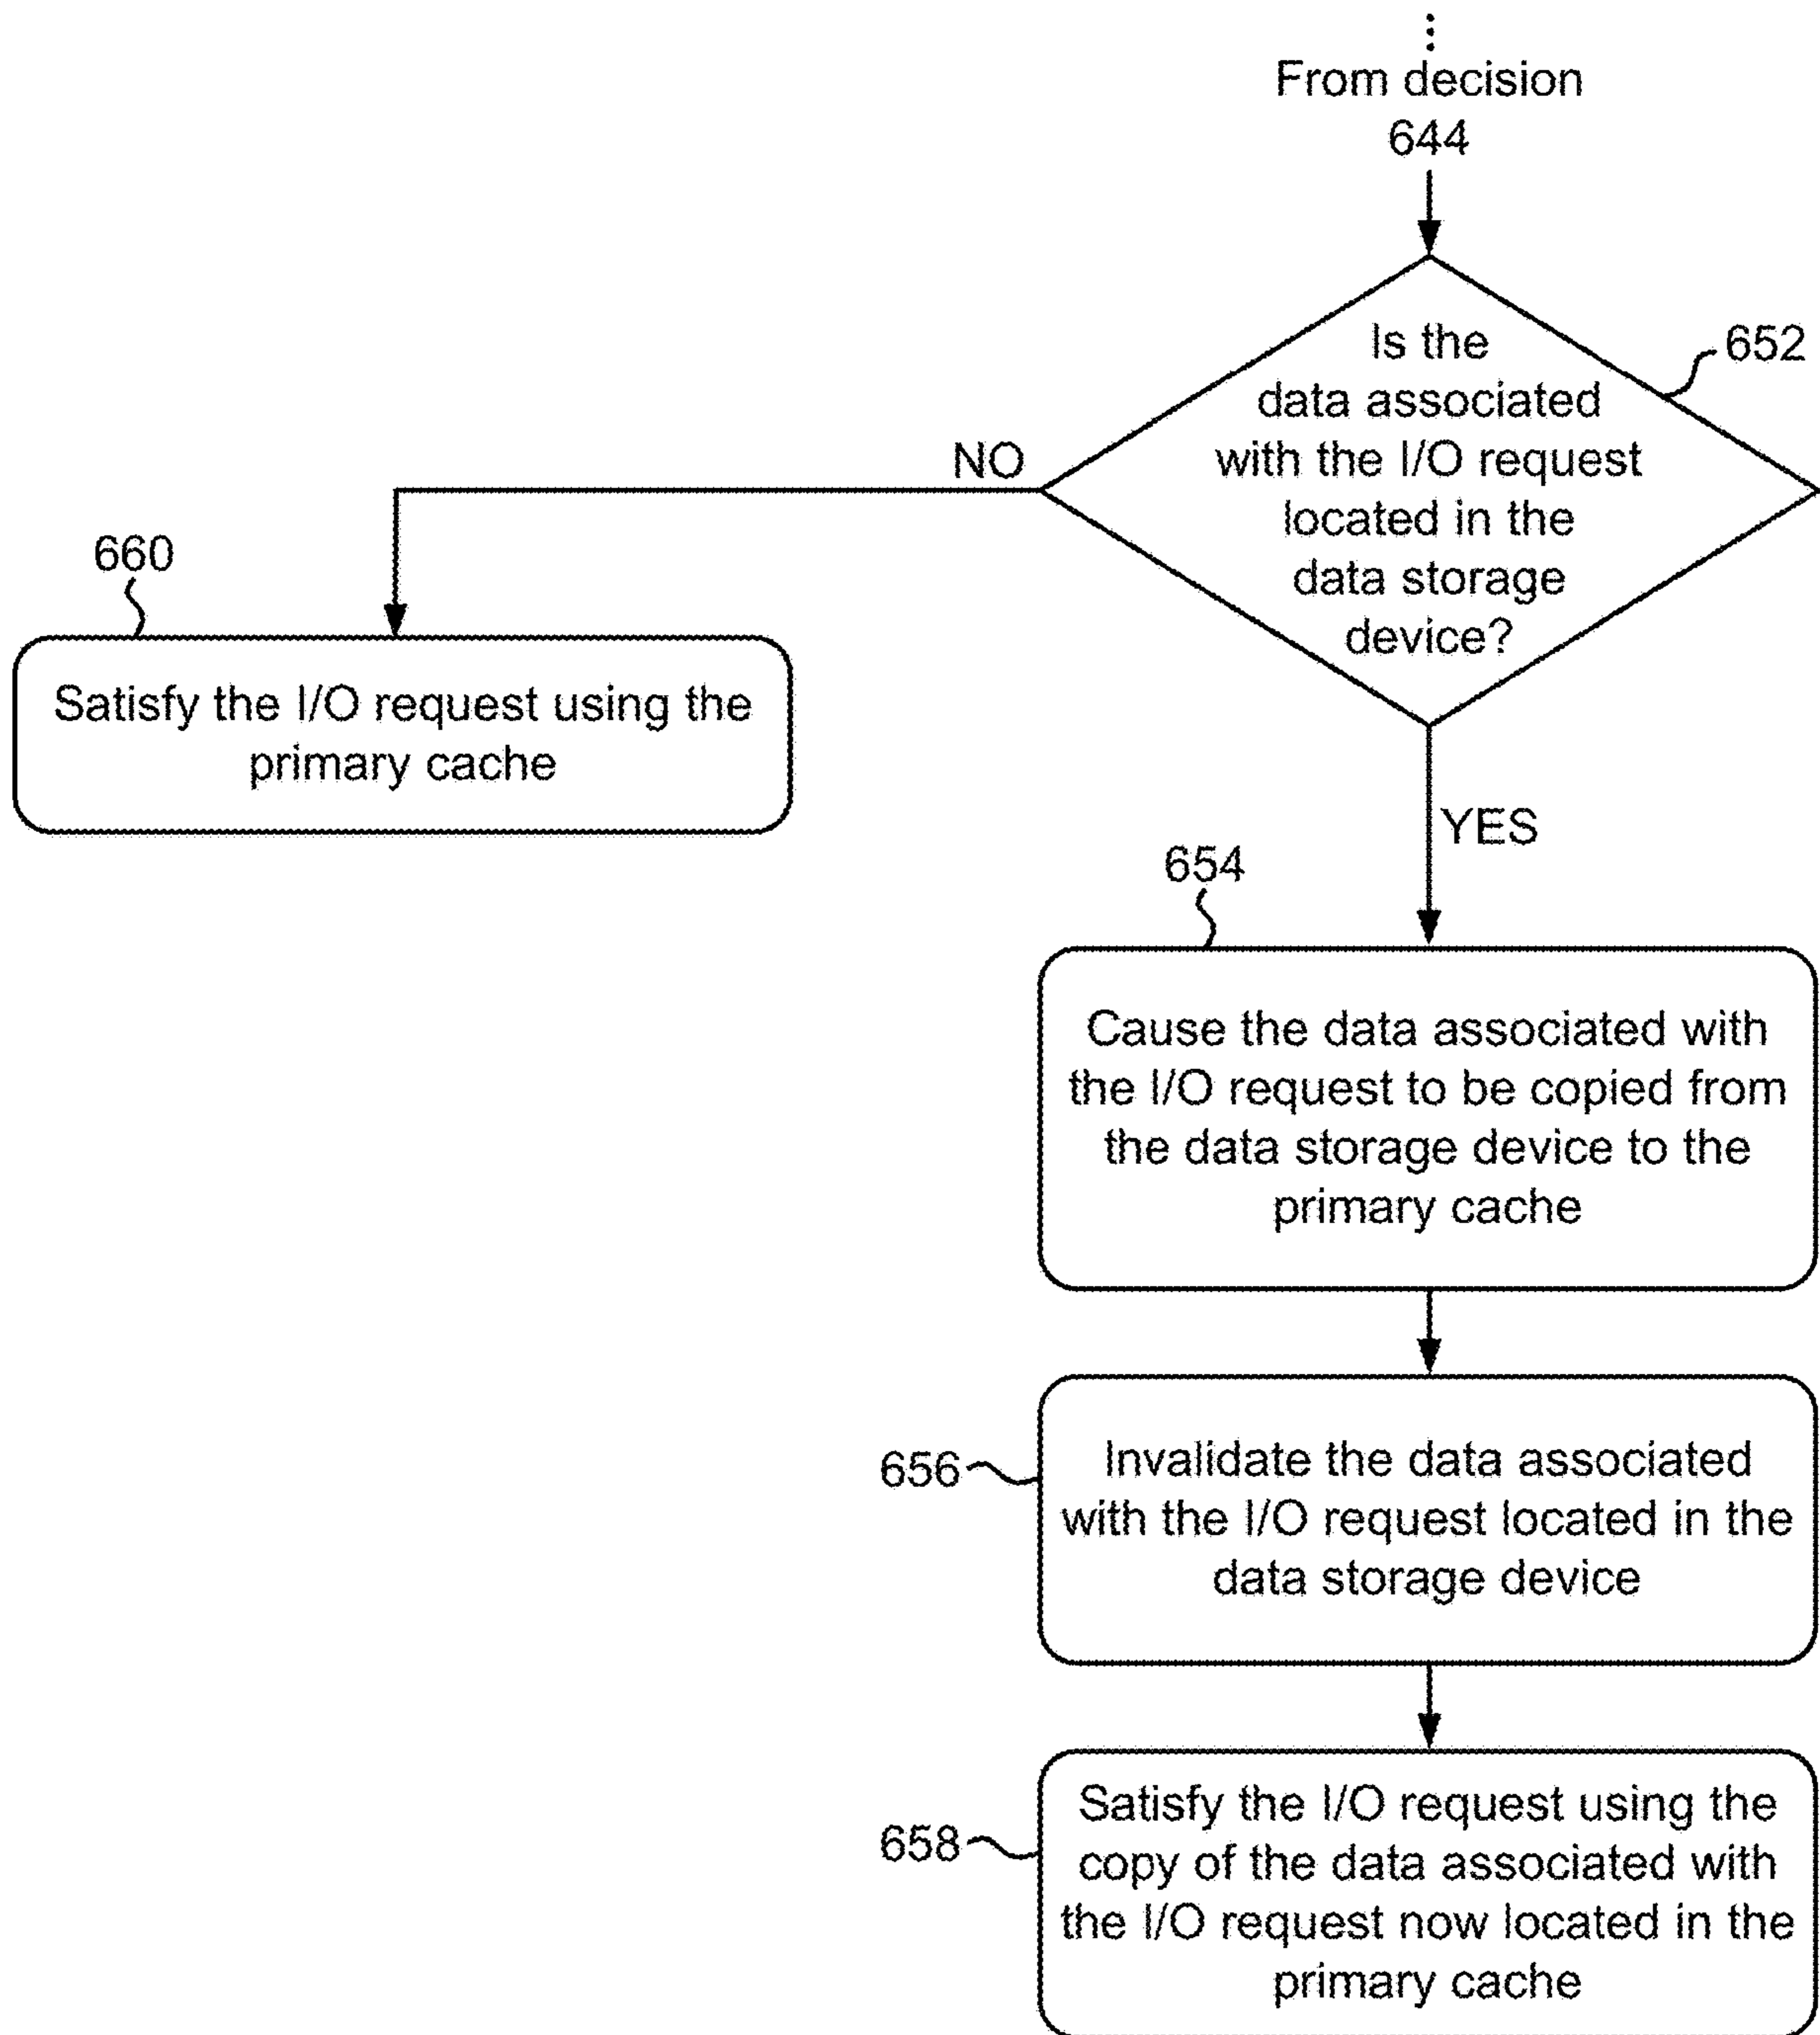 From decision
644
Is the
data associated
with the I/O request
located in the
data storage
device?
652
NO
660
Satisfy the I/O request using the
primary cache
YES
654
Cause the data associated with
the I/O request to be copied from
the data storage device to the
primary cache
656
Invalidate the data associated
with the I/O request located in the
data storage device
658
Satisfy the I/O request using the
copy of the data associated with
the I/O request now located in the
primary cache